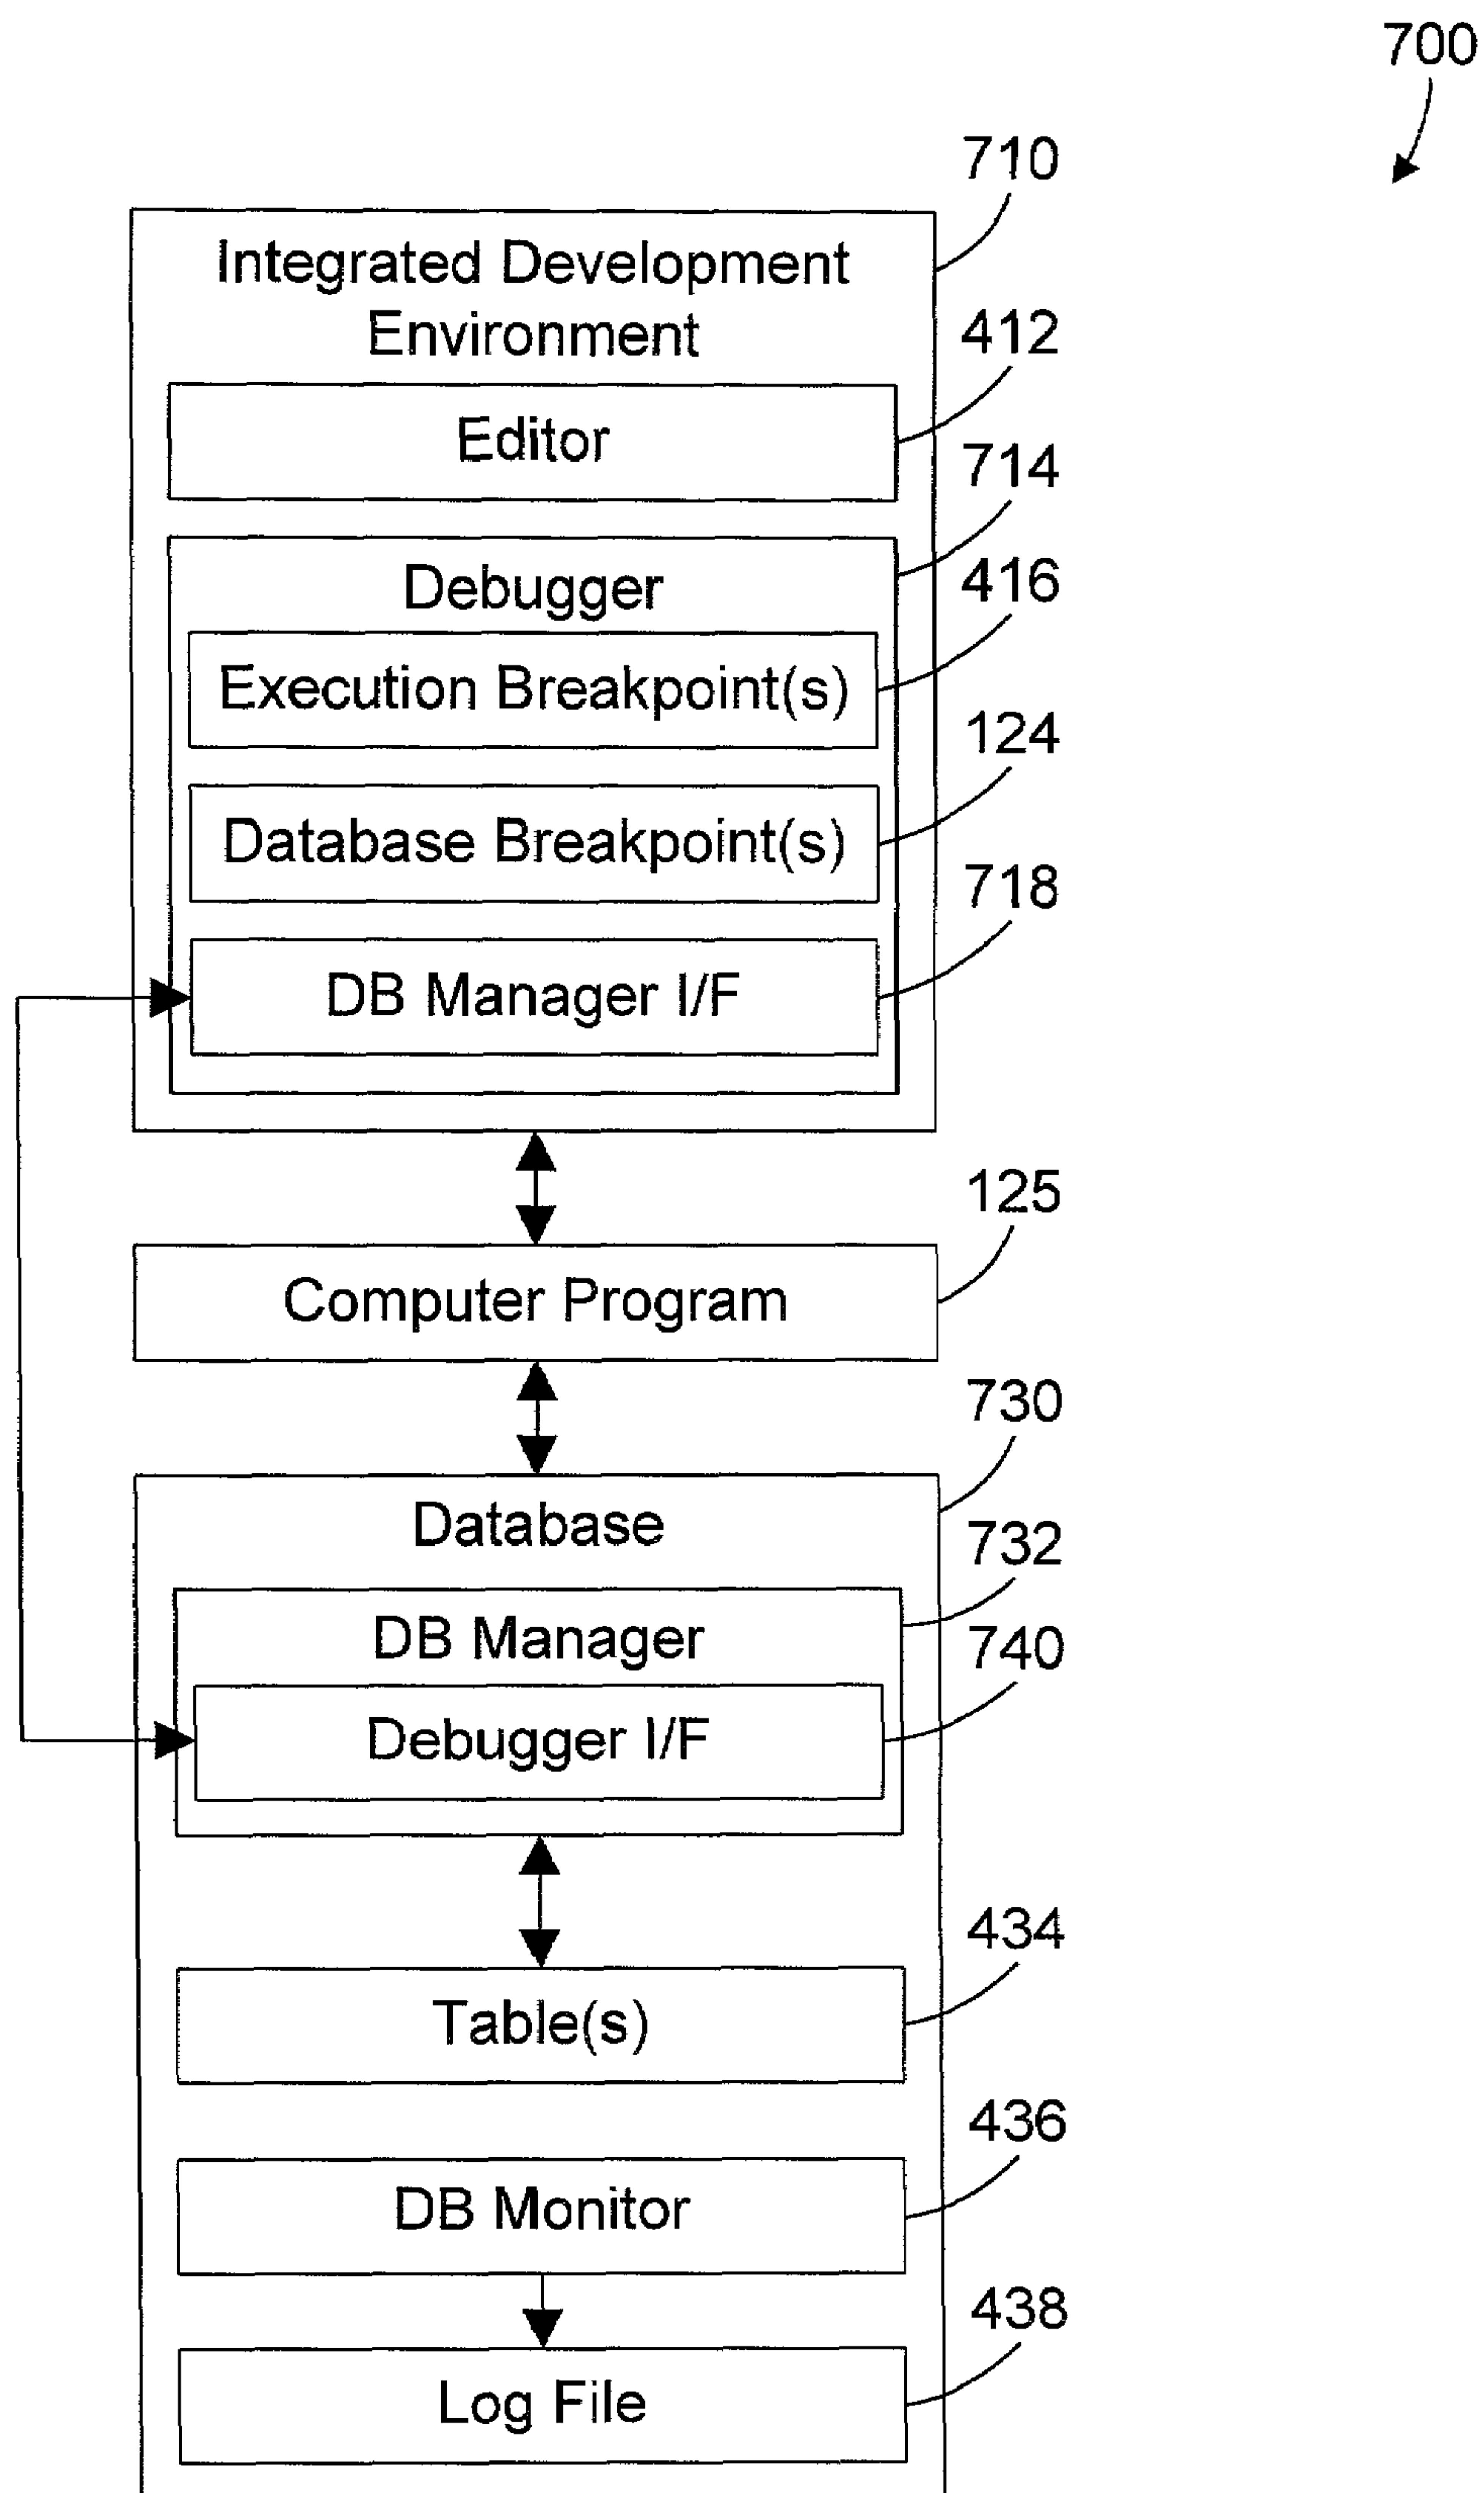 700
710
Integrated Development
Environment
412
Editor
714
Debugger
416
Execution Breakpoint(s)
124
Database Breakpoint(s)
718
DB Manager I/F
125
Computer Program
730
Database
732
DB Manager
740
Debugger I/F
434
Table(s)
436
DB Monitor
438
Log File